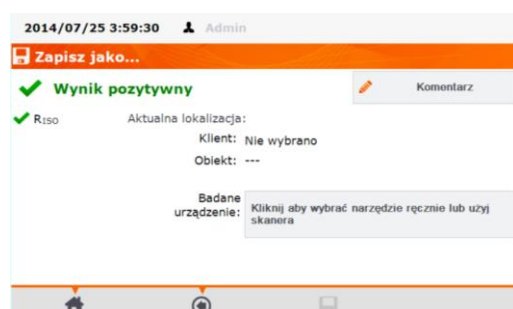 2014/07/25 3:59:30 Admin
Zapisz jako...
Wynik pozytywny
Komentarz
RISO
Aktualna lokalizacja:
Klient: Nie wybrano
Obiekt: ---
Badane
urządzenie:
Kliknij aby wybrać narzędzie ręcznie lub użyj
skanera